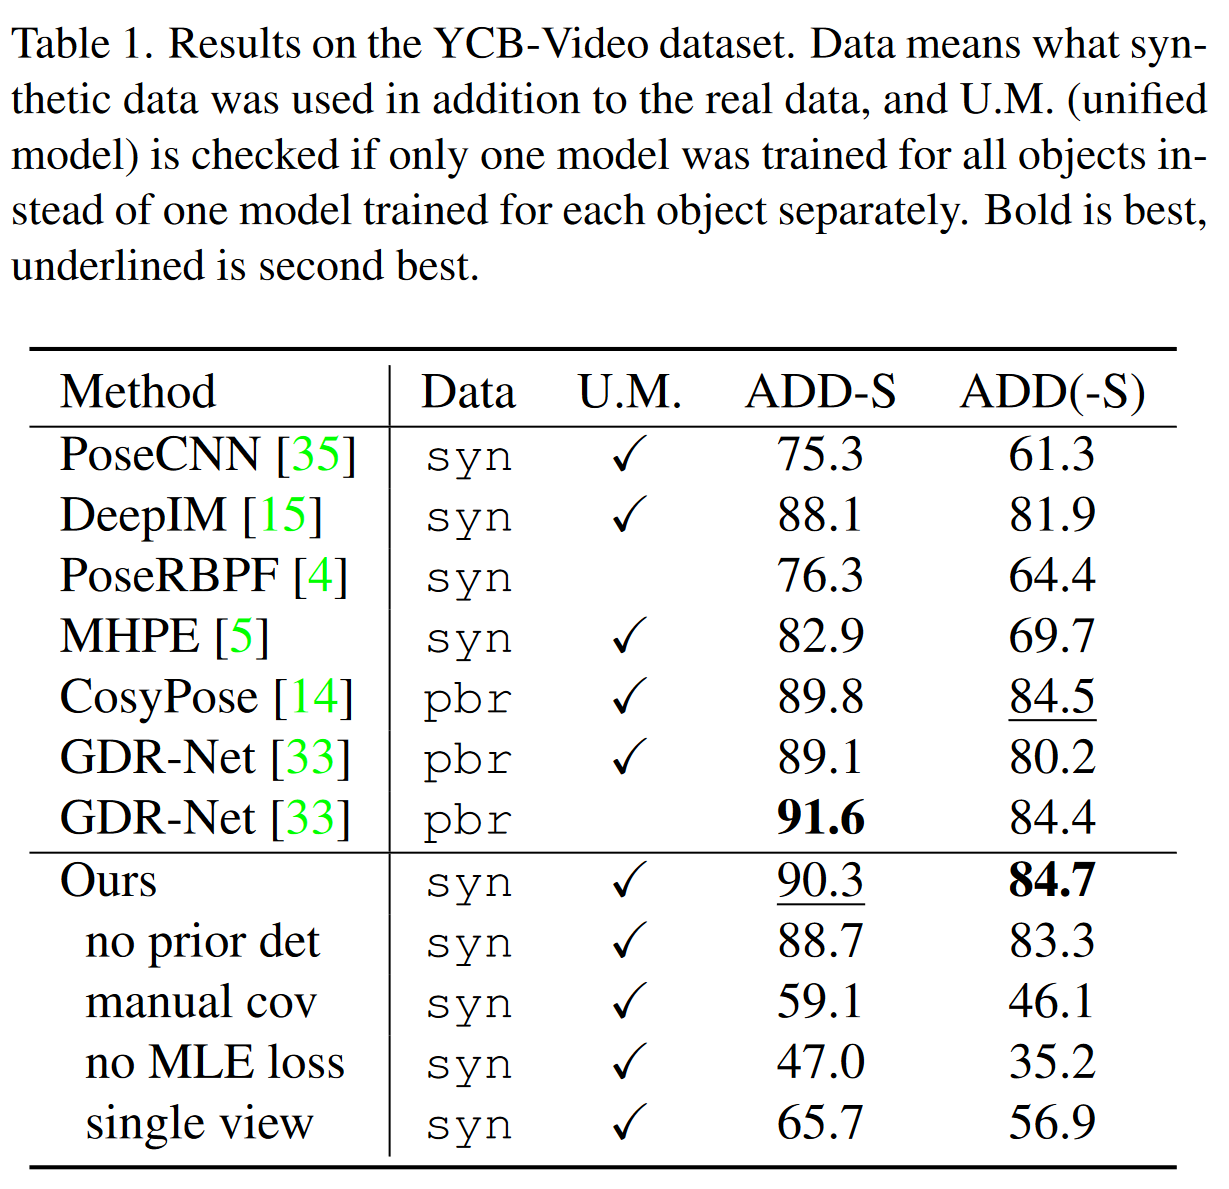 Table 1. Results on the YCB-Video dataset. Data means what syn-
thetic data was used in addition to the real data, and U.M. (unified
model) is checked if only one model was trained for all objects in-
stead of one model trained for each object separately. Bold is best,
underlined is second best.
Method Data U.M. ADD-S ADD(-S)
PoseCNN [35] syn ✓ 75.3 61.3
DeepIM [15] syn ✓ 88.1 81.9
PoseRBPF [4] syn 76.3 64.4
MHPE [5] syn ✓ 82.9 69.7
CosyPose [14] pbr ✓ 89.8 84.5
GDR-Net [33] pbr ✓ 89.1 80.2
GDR-Net [33] pbr 91.6 84.4
Ours syn ✓ 90.3 84.7
no prior det syn ✓ 88.7 83.3
manual cov syn ✓ 59.1 46.1
no MLE loss syn ✓ 47.0 35.2
single view syn ✓ 65.7 56.9